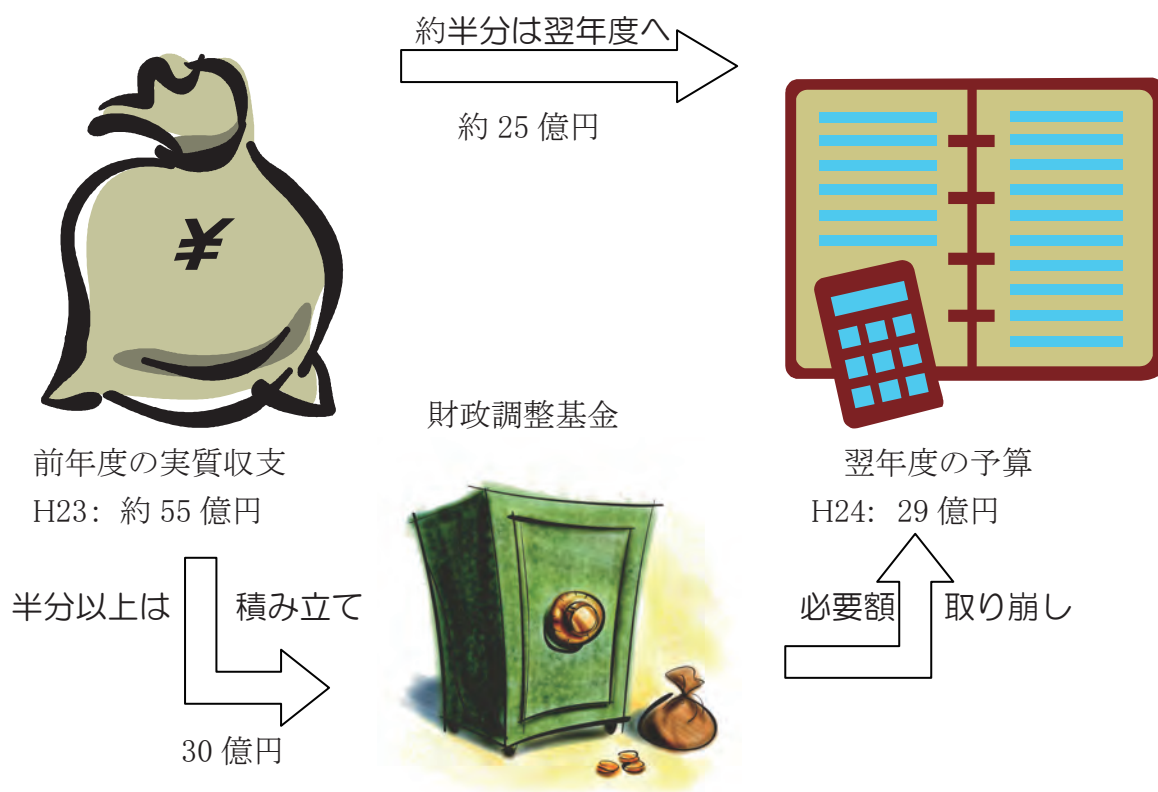 約半分は翌年度へ
約 25 億円
¥
財政調整基金
前年度の実質収支
H23: 約 55 億円
翌年度の予算
H24: 29 億円
半分以上は 積み立て
必要額 取り崩し
30 億円